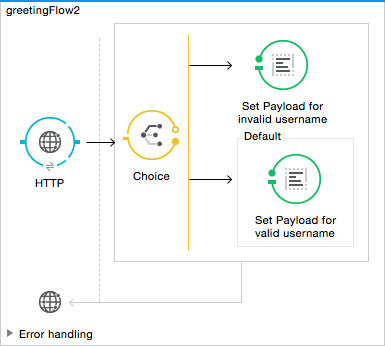 greetingFlow2
Set Payload for
invalid username
Default
HTTP
Choice
Set Payload for
valid username
Error handling